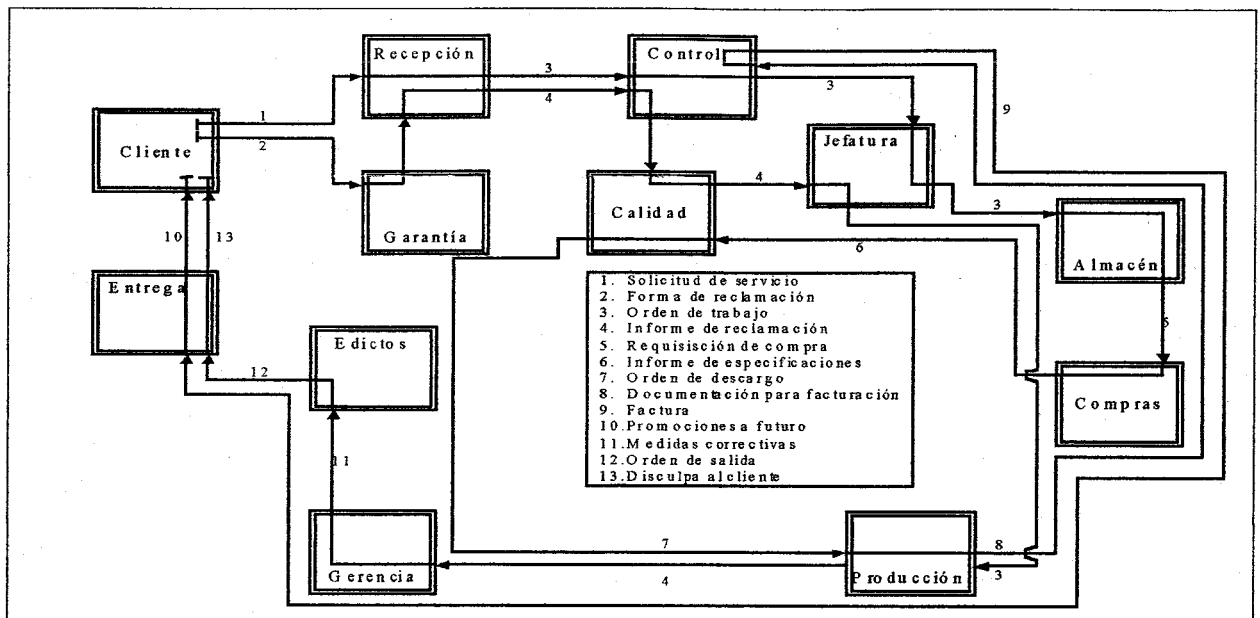 Recepción
3
4
Control
3
9
1
2
Cliente
Jefatura
4
3
Calidad
Garantía
6
Almacén
10
13
Entrega
1. Solicitud de servicio
2. Forma de reclamación
3. Orden de trabajo
4. Informe de reclamación
5. Requisisción de compra
6. Informe de especificaciones
7. Orden de descargo
8. Documentación para facturación
9. Factura
10.Promociones a futuro
11.Medidas correctivas
12.Orden de salida
13.Disculpa al cliente
5
Edictos
12
Compras
11
7
8
4
3
Gerencia
Producción